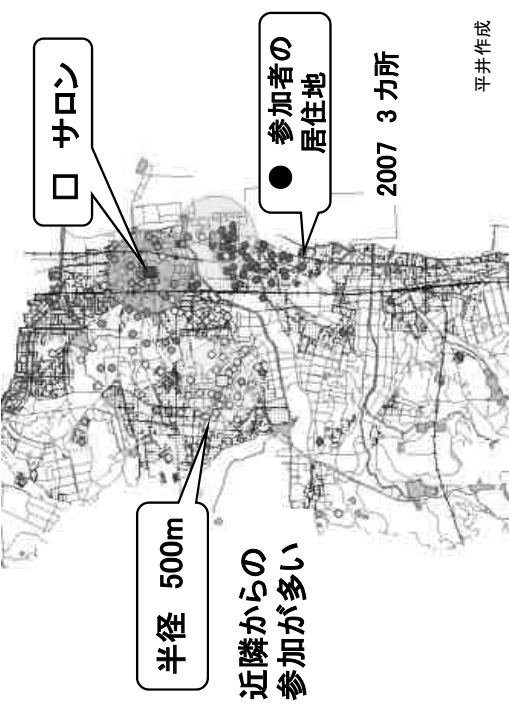 □ サロン
● 参加者の
居住地
2007 3カ所
半径 500m
近隣からの
参加が多い
平井作成